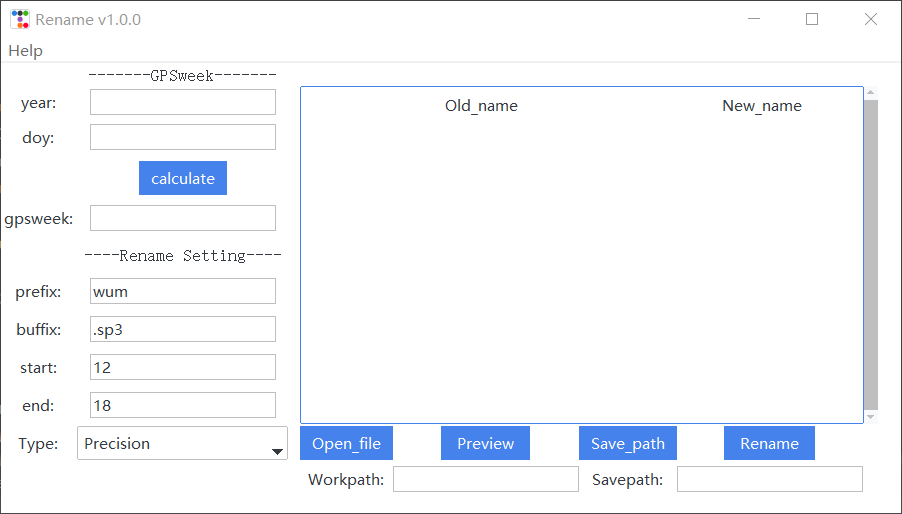 Rename v1.0.0
Help
-------GPSweek-------
year:
doy:
calculate
gpsweek:
----Rename Setting----
prefix: wum
buffix: .sp3
start: 12
end: 18
Type: Precision
Old_name New_name
Open_file Preview Save_path Rename
Workpath: Savepath: